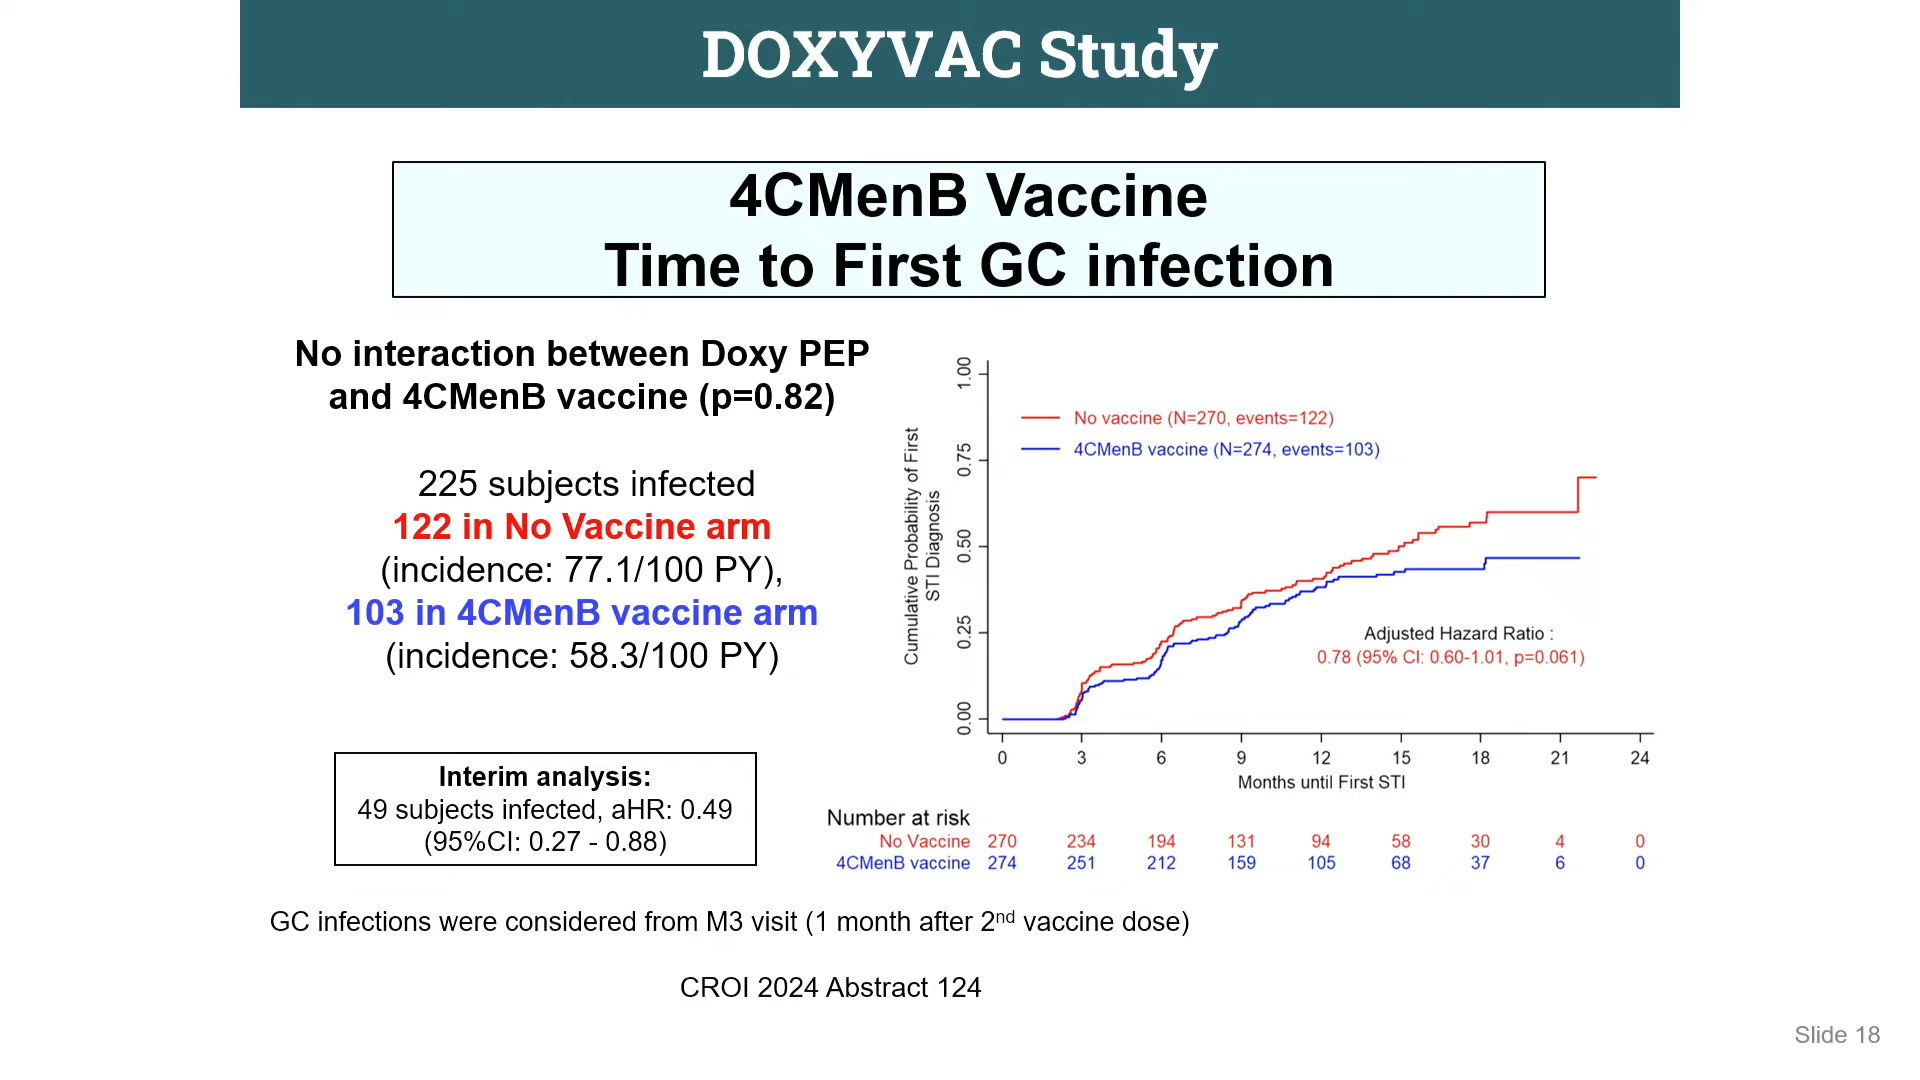 DOXYVAC Study
4CMenB Vaccine
Time to First GC infection
No interaction between Doxy PEP
and 4CMenB vaccine (p=0.82)
225 subjects infected
122 in No Vaccine arm
(incidence: 77.1/100 PY),
103 in 4CMenB vaccine arm
(incidence: 58.3/100 PY)
Interim analysis:
49 subjects infected, aHR: 0.49
(95%CI: 0.27 - 0.88)
Cumulative Probability of First
STI Diagnosis
1.00
0.75
0.50
0.25
0.00
No vaccine (N=270, events=122)
4CMenB vaccine (N=274, events=103)
Adjusted Hazard Ratio :
0.78 (95% CI: 0.60-1.01, p=0.061)
0 3 6 9 12 15 18 21 24
Months until First STI
Number at risk
No Vaccine 270 234 194 131 94 58 30 4 0
4CMenB vaccine 274 251 212 159 105 68 37 6 0
GC infections were considered from M3 visit (1 month after 2nd vaccine dose)
CROI 2024 Abstract 124
Slide 18